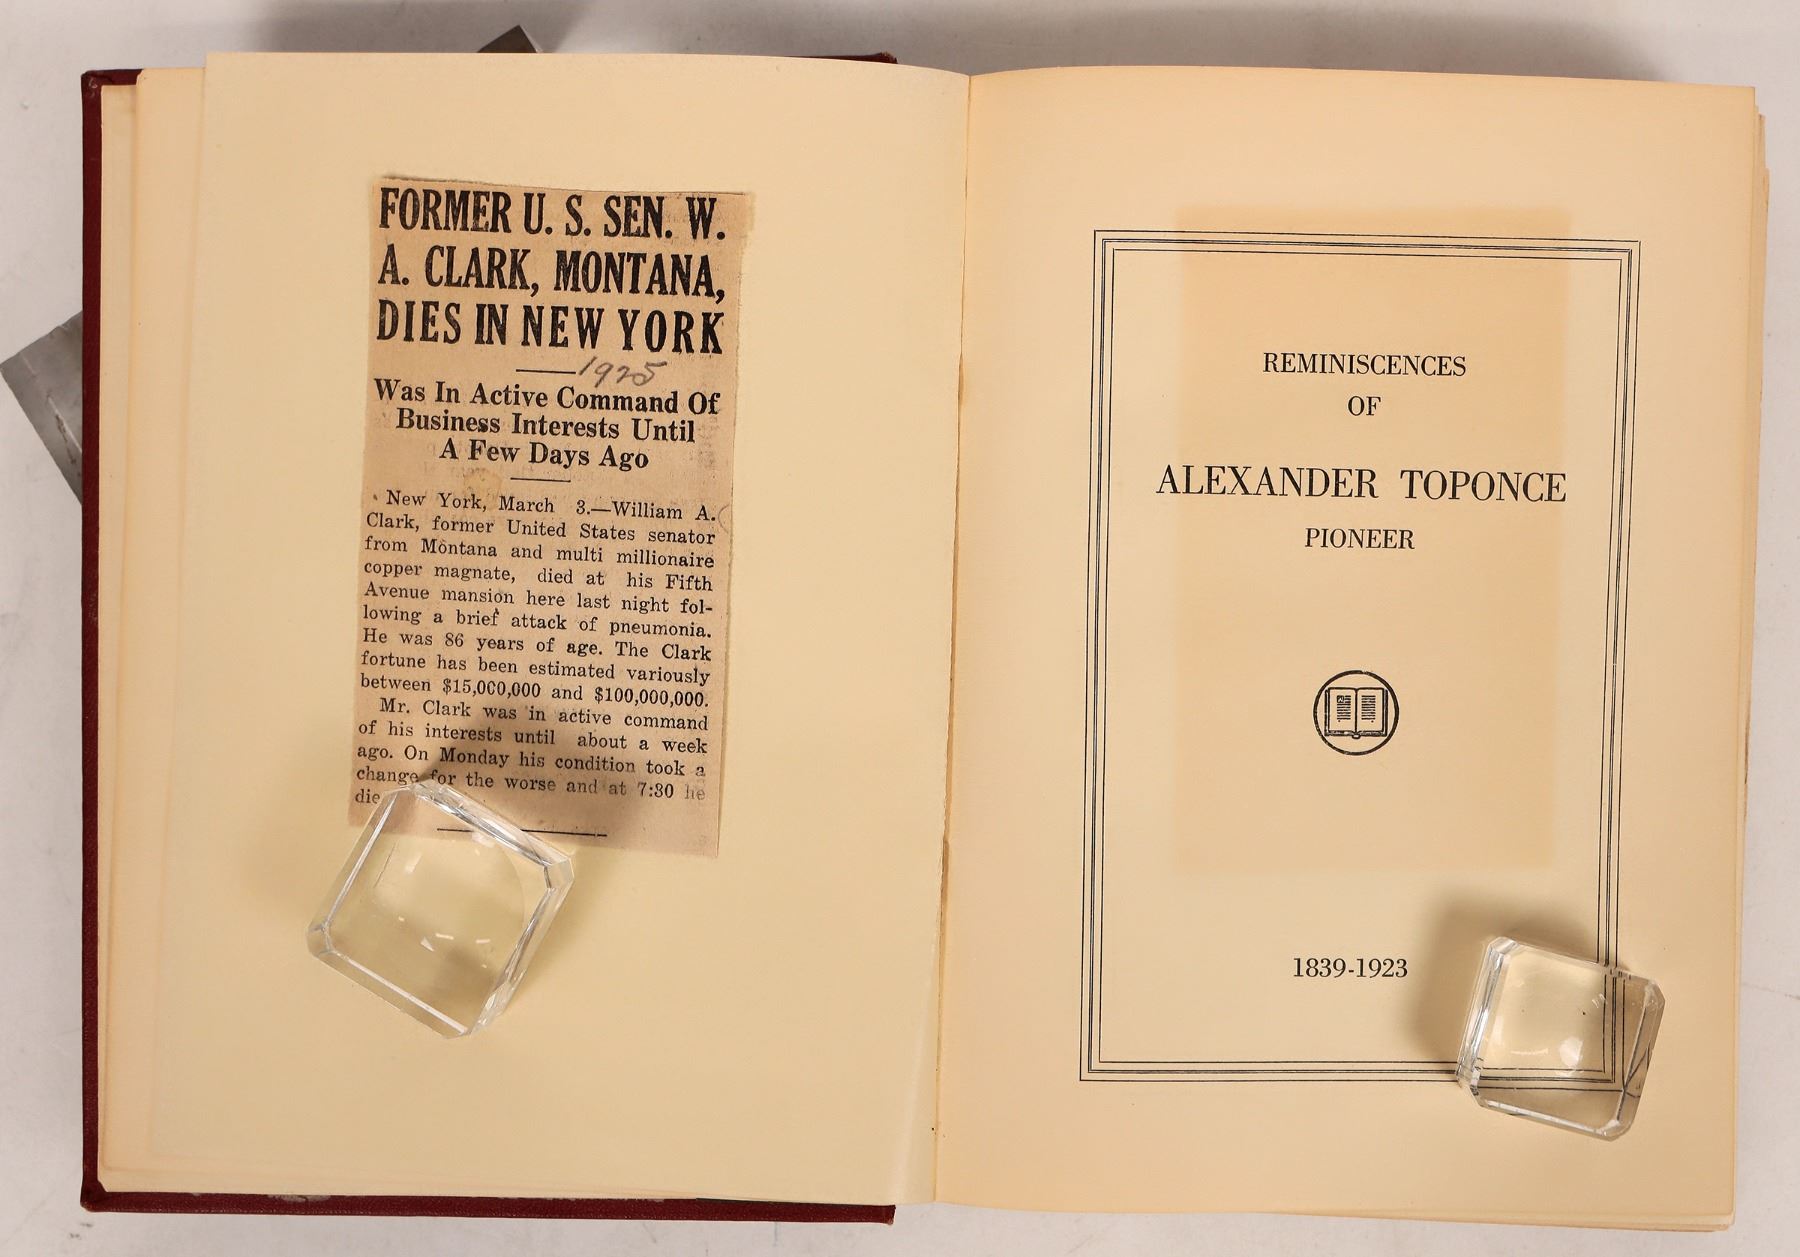 FORMER U. S. SEN. W.
A. CLARK, MONTANA,
DIES IN NEW YORK
1925
Was In Active Command Of
Business Interests Until
A Few Days Ago
New York, March 3.—William A.
Clark, former United States senator
from Montana and multi millionaire
copper magnate, died at his Fifth
Avenue mansion here last night fol-
lowing a brief attack of pneumonia.
He was 86 years of age. The Clark
fortune has been estimated variously
between $15,000,000 and $100,000,000.
Mr. Clark was in active command
of his interests until about a week
ago. On Monday his condition took a
change for the worse and at 7:30 he
die
REMINISCENCES
OF
ALEXANDER TOPONCE
PIONEER
1839-1923